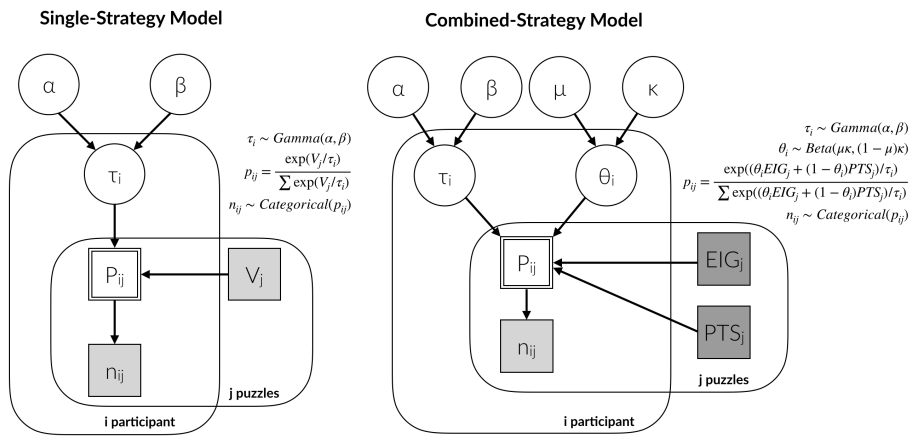 Single-Strategy Model
α
β
τᵢ
Pᵢⱼ
Vⱼ
nᵢⱼ
j puzzles
i participant
τᵢ ~ Gamma(α, β)
pᵢⱼ = exp(Vⱼ/τᵢ) / ∑ exp(Vⱼ/τᵢ)
nᵢⱼ ~ Categorical(pᵢⱼ)
Combined-Strategy Model
α
β
μ
κ
τᵢ
θᵢ
Pᵢⱼ
EIGⱼ
PTSⱼ
nᵢⱼ
j puzzles
i participant
τᵢ ~ Gamma(α, β)
θᵢ ~ Beta(μκ, (1 − μ)κ)
pᵢⱼ = exp((θᵢEIGⱼ + (1 − θᵢ)PTSⱼ)/τᵢ) / ∑ exp((θᵢEIGⱼ + (1 − θᵢ)PTSⱼ)/τᵢ)
nᵢⱼ ~ Categorical(pᵢⱼ)